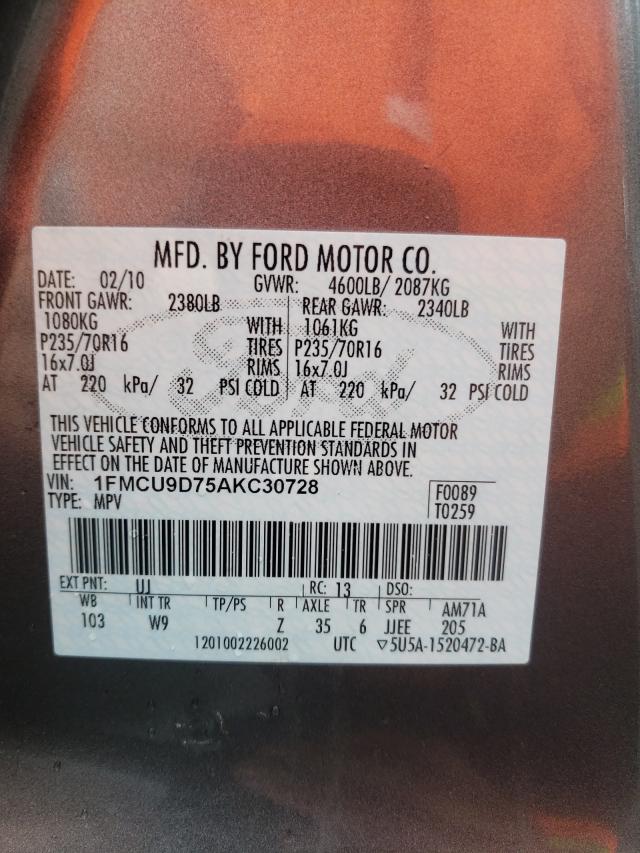 MFD. BY FORD MOTOR CO.
DATE: 02/10 GVWR: 4600LB/ 2087KG
FRONT GAWR: 2380LB REAR GAWR: 2340LB
1080KG WITH 1061KG WITH
P235/70R16 TIRES P235/70R16 TIRES
16x7.0J RIMS 16x7.0J RIMS
AT 220 kPa/ 32 PSI COLD AT 220 kPa/ 32 PSI COLD
Ford
THIS VEHICLE CONFORMS TO ALL APPLICABLE FEDERAL MOTOR
VEHICLE SAFETY AND THEFT PREVENTION STANDARDS IN
EFFECT ON THE DATE OF MANUFACTURE SHOWN ABOVE.
VIN: 1FMCU9D75AKC30728 F0089
TYPE: MPV T0259
EXT PNT: UJ RC: 13 DSO:
WB INT TR TP/PS R AXLE TR SPR AM71A
103 W9 Z 35 6 JJEE 205
1201002226002 UTC ▽5U5A-1520472-BA